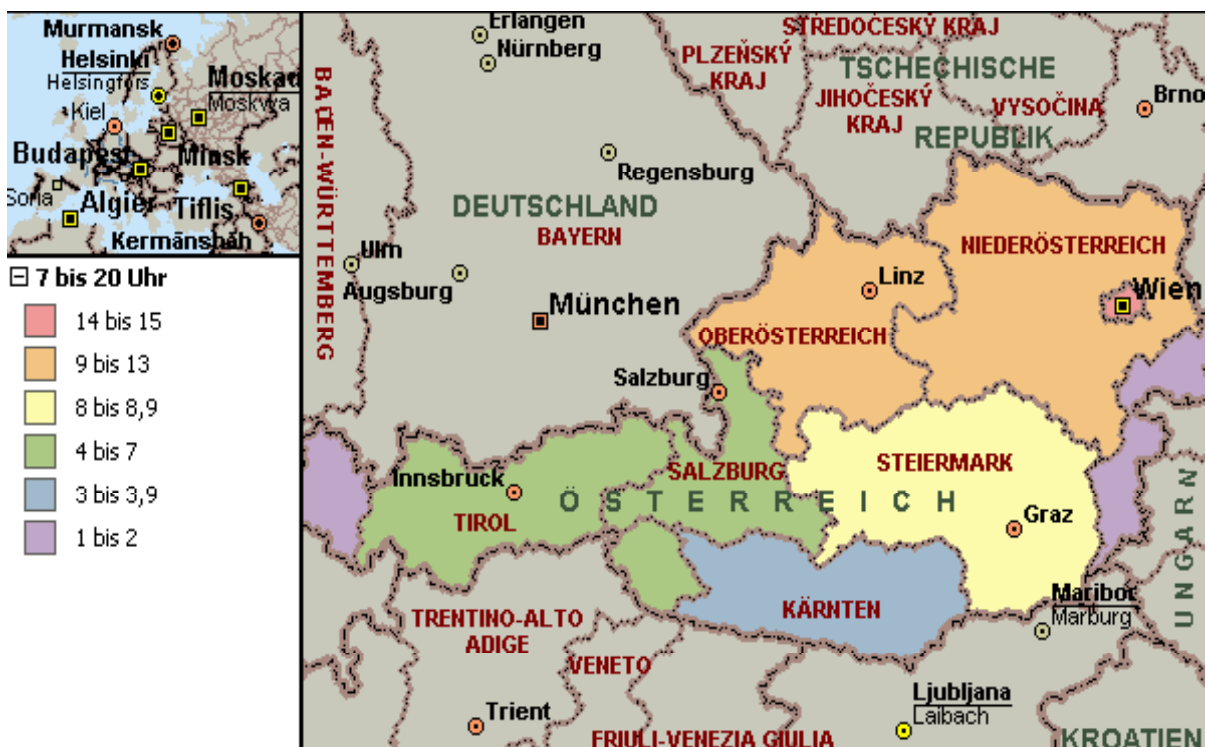 Murmansk
Helsinki
Helsingfors
Moskad
Moskwa
Kiel
Budapest
Minsk
Soria
Algier
Tiflis
Kermānshāh
7 bis 20 Uhr
14 bis 15
9 bis 13
8 bis 8,9
4 bis 7
3 bis 3,9
1 bis 2
Erlangen
Nürnberg
STŘEDOČESKÝ KRAJ
PLZEŇSKÝ
KRAJ
TSCHECHISCHE
JIHOČESKÝ
KRAJ
VYSOČINA
Brno
REPUBLIK
BADEN-WÜRTTEMBERG
Regensburg
DEUTSCHLAND
BAYERN
NIEDERÖSTERREICH
Ulm
Augsburg
Linz
Wien
München
OBERÖSTERREICH
Salzburg
SALZBURG
STEIERMARK
Innsbruck
ÖSTERREICH
TIROL
Graz
UNGARN
KÄRNTEN
Maribor
Marburg
TRENTINO-ALTO
ADIGE
VENETO
Trient
Ljubljana
Laibach
FRIULI-VENEZIA GIULIA
KROATIEN